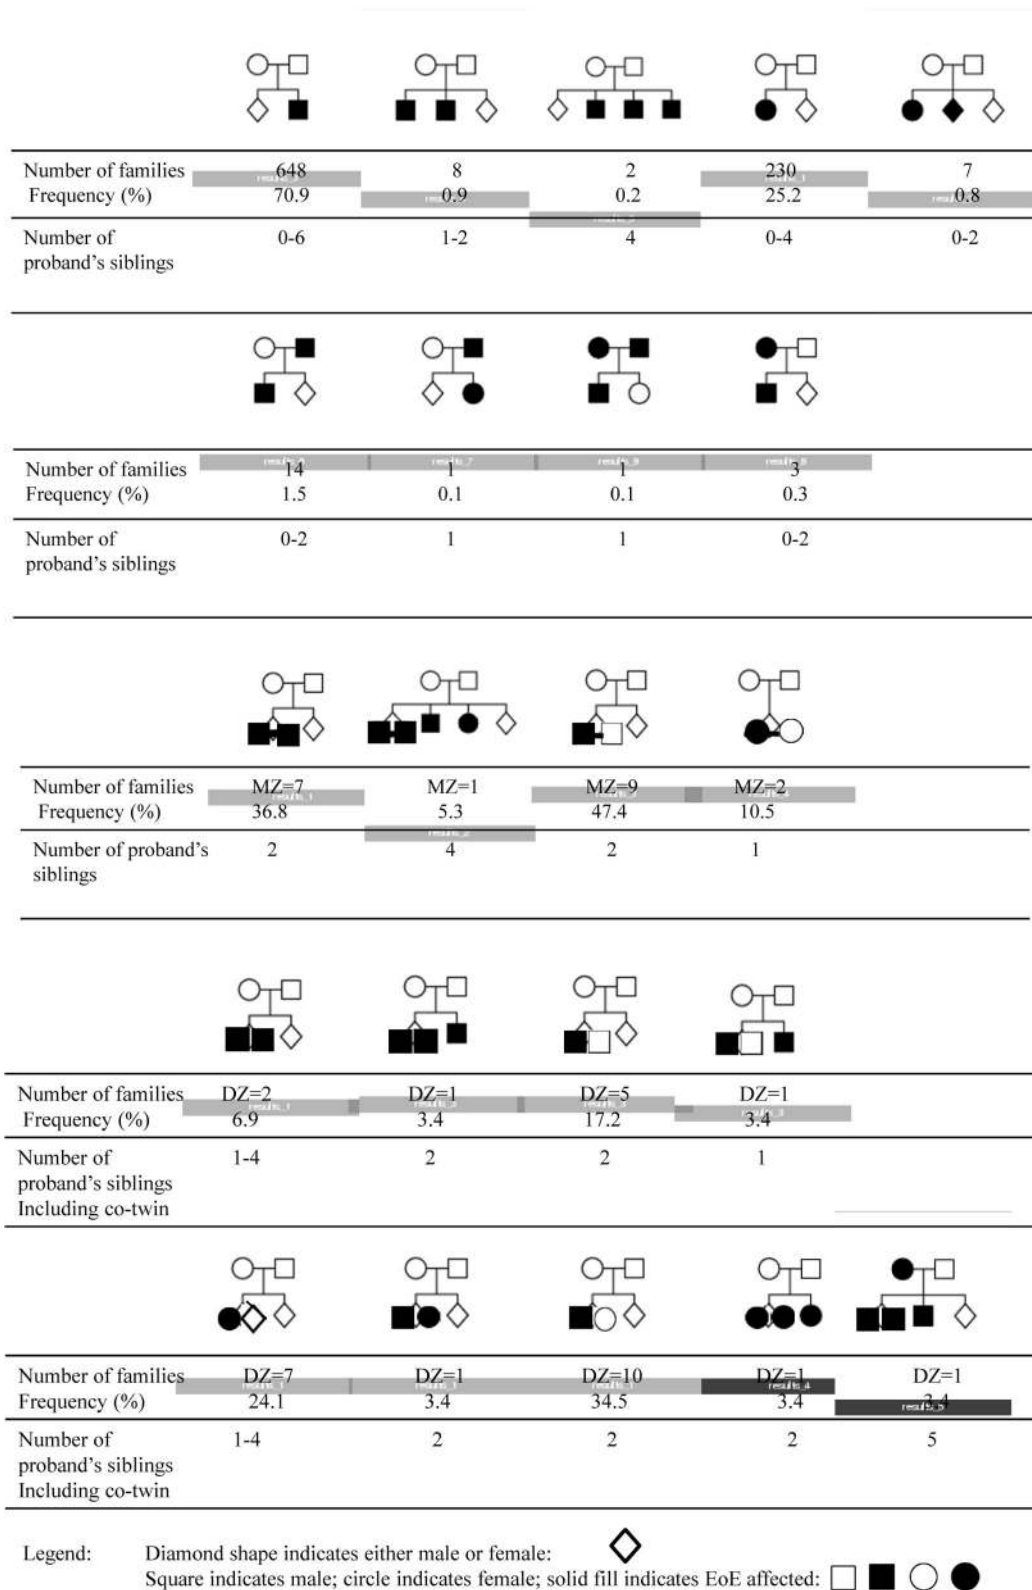 Number of families 648 8 2 230 7
Frequency (%) 70.9 0.9 0.2 25.2 0.8
Number of 0-6 1-2 4 0-4 0-2
proband's siblings
Number of families 14 1 1 3
Frequency (%) 1.5 0.1 0.1 0.3
Number of 0-2 1 1 0-2
proband's siblings
Number of families MZ=7 MZ=1 MZ=9 MZ=2
Frequency (%) 36.8 5.3 47.4 10.5
Number of proband's 2 4 2 1
siblings
Number of families DZ=2 DZ=1 DZ=5 DZ=1
Frequency (%) 6.9 3.4 17.2 3.4
Number of 1-4 2 2 1
proband's siblings
Including co-twin
Number of families DZ=7 DZ=1 DZ=10 DZ=1 DZ=1
results_4
Frequency (%) 24.1 3.4 34.5 3.4 3.4
Number of 1-4 2 2 2 5
proband's siblings
Including co-twin
Legend: Diamond shape indicates either male or female:
Square indicates male; circle indicates female; solid fill indicates EoE affected: